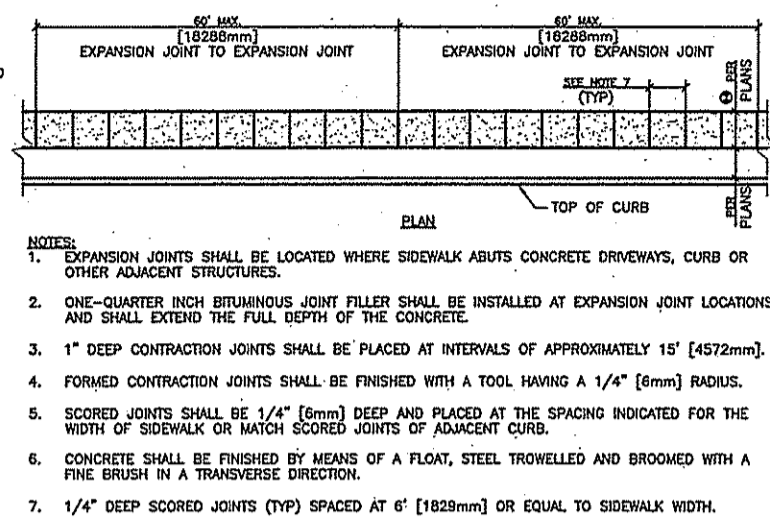 60' MAX. 60' MAX.
[18288mm] [18288mm]
EXPANSION JOINT TO EXPANSION JOINT EXPANSION JOINT TO EXPANSION JOINT
SEE NOTE 7
(TYP)
PER
PLANS
TOP OF CURB
PER
PLANS
PLAN
NOTES:
1. EXPANSION JOINTS SHALL BE LOCATED WHERE SIDEWALK ABUTS CONCRETE DRIVEWAYS, CURB OR
OTHER ADJACENT STRUCTURES.
2. ONE-QUARTER INCH BITUMINOUS JOINT FILLER SHALL BE INSTALLED AT EXPANSION JOINT LOCATIONS
AND SHALL EXTEND THE FULL DEPTH OF THE CONCRETE.
3. 1" DEEP CONTRACTION JOINTS SHALL BE PLACED AT INTERVALS OF APPROXIMATELY 15' [4572mm].
4. FORMED CONTRACTION JOINTS SHALL BE FINISHED WITH A TOOL HAVING A 1/4" [6mm] RADIUS.
5. SCORED JOINTS SHALL BE 1/4" [6mm] DEEP AND PLACED AT THE SPACING INDICATED FOR THE
WIDTH OF SIDEWALK OR MATCH SCORED JOINTS OF ADJACENT CURB.
6. CONCRETE SHALL BE FINISHED BY MEANS OF A FLOAT, STEEL TROWELLED AND BROOMED WITH A
FINE BRUSH IN A TRANSVERSE DIRECTION.
7. 1/4" DEEP SCORED JOINTS (TYP) SPACED AT 6' [1829mm] OR EQUAL TO SIDEWALK WIDTH.